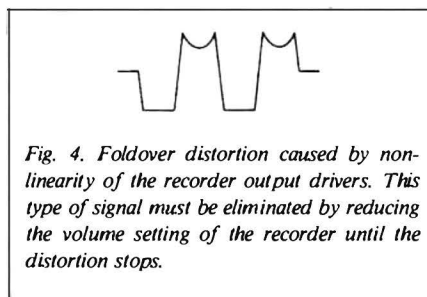 Fig. 4. Foldover distortion caused by non-
linearity of the recorder output drivers. This
type of signal must be eliminated by reducing
the volume setting of the recorder until the
distortion stops.